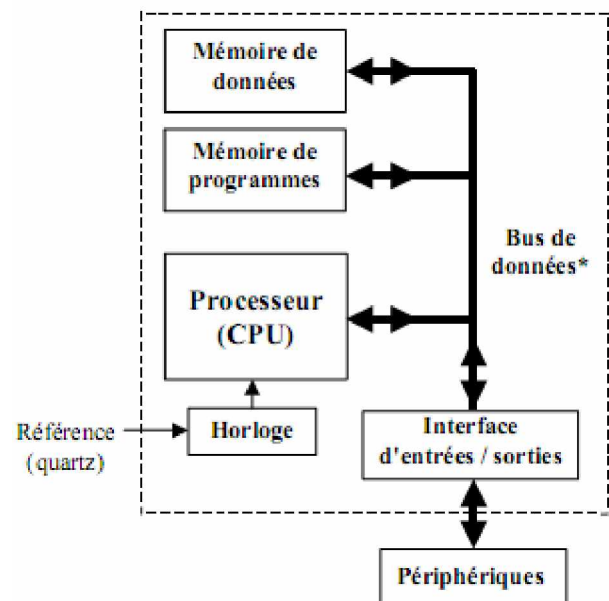 Mémoire de
données
Mémoire de
programmes
Bus de
données*
Processeur
(CPU)
Référence
(quartz)
Horloge
Interface
d'entrées / sorties
Périphériques